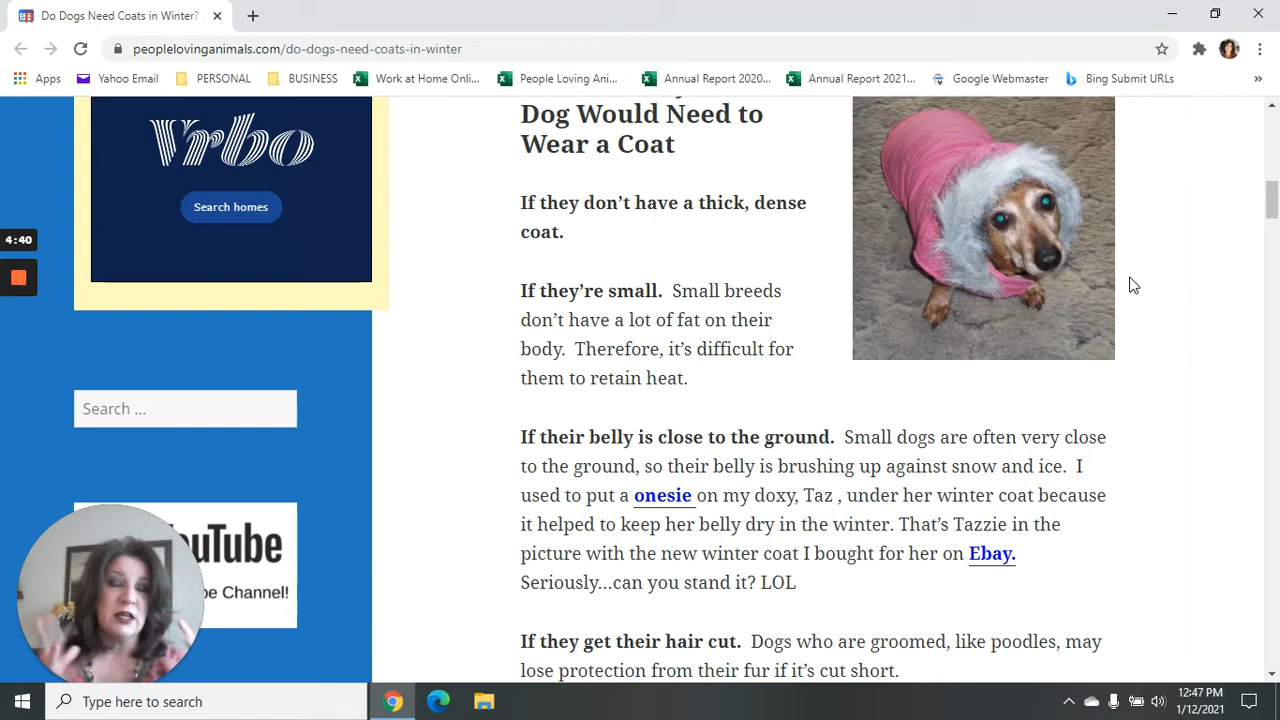 Do Dogs Need Coats in Winter?
peoplelovinganimals.com/do-dogs-need-coats-in-winter
Apps
Yahoo Email
PERSONAL
BUSINESS
Work at Home Onli...
People Loving Ani...
Annual Report 2020...
Annual Report 2021...
Google Webmaster
Bing Submit URLs
»
Vrbo
Search homes
4:40
Search ...
uTube
be Channel!
Dog Would Need to
Wear a Coat
If they don’t have a thick, dense
coat.
If they’re small.  Small breeds
don’t have a lot of fat on their
body.  Therefore, it’s difficult for
them to retain heat.
If their belly is close to the ground.  Small dogs are often very close
to the ground, so their belly is brushing up against snow and ice.  I
used to put a onesie on my doxy, Taz , under her winter coat because
it helped to keep her belly dry in the winter. That’s Tazzie in the
picture with the new winter coat I bought for her on Ebay.
Seriously…can you stand it? LOL
If they get their hair cut.  Dogs who are groomed, like poodles, may
lose protection from their fur if it’s cut short.
Type here to search
12:47 PM
1/12/2021